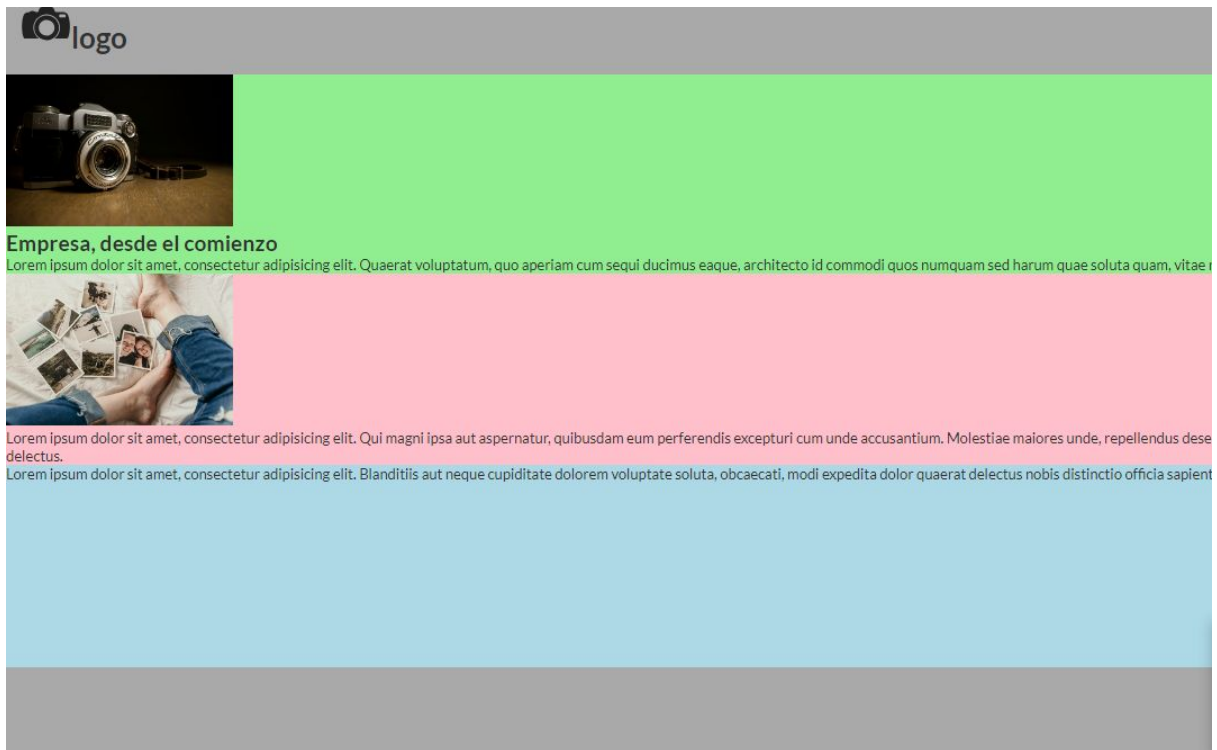 logo
Empresa, desde el comienzo
Lorem ipsum dolor sit amet, consectetur adipisicing elit. Quaerat voluptatum, quo aperiam cum sequi ducimus eaque, architecto id commodi quos numquam sed harum quae soluta quam, vitae
Lorem ipsum dolor sit amet, consectetur adipisicing elit. Qui magni ipsa aut aspernatur, quibusdam eum perferendis excepturi cum unde accusantium. Molestiae maiores unde, repellendus dese
delectus.
Lorem ipsum dolor sit amet, consectetur adipisicing elit. Blanditiis aut neque cupiditate dolorem voluptate soluta, obcaecati, modi expedita dolor quaerat delectus nobis distinctio officia sapient